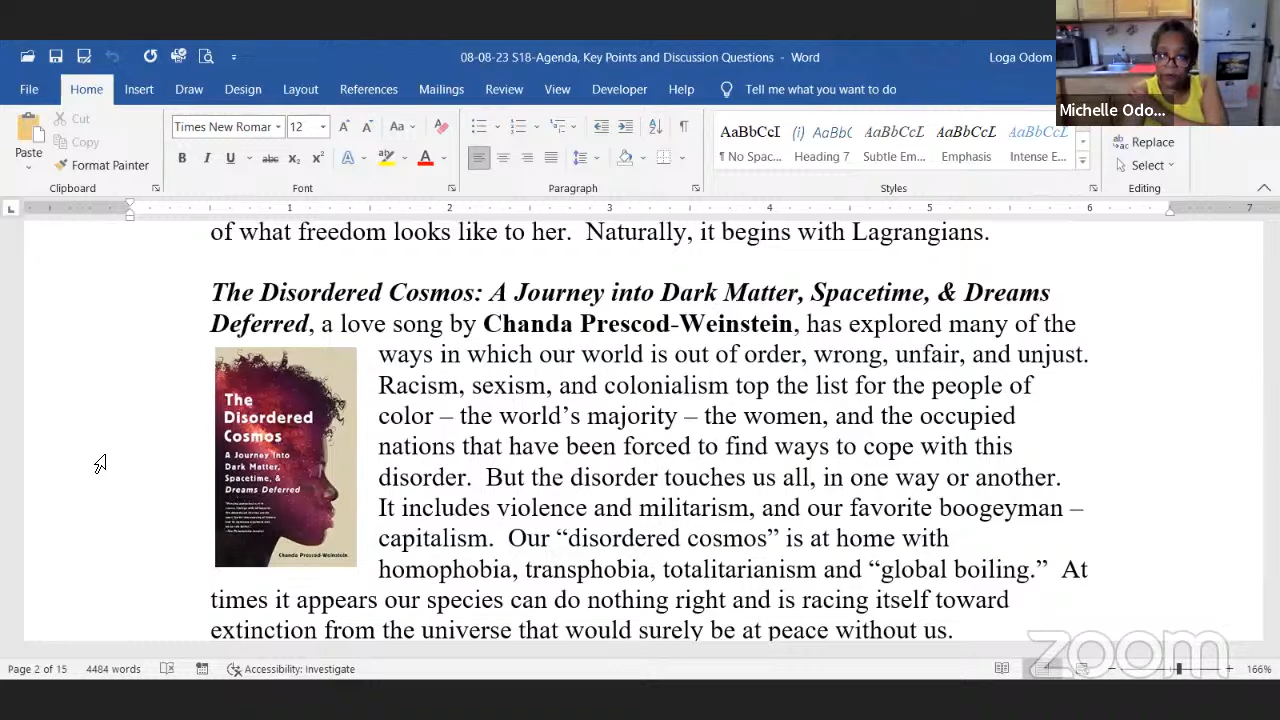 08-08-23 S18-Agenda, Key Points and Discussion Questions - Word
Loga Odom
Michelle Odo...
File Home Insert Draw Design Layout References Mailings Review View Developer Help Tell me what you want to do
Paste
Cut
Copy
Format Painter
Clipboard
Times New Romar 12
Font
Paragraph
AaBbCcI (i) AaBbC AaBbCcL AaBbCcL AaBbCcL
¶ No Spac... Heading 7 Subtle Em... Emphasis Intense E...
Styles
Replace
Select
Editing
1 2 3 4 5 6 7
of what freedom looks like to her. Naturally, it begins with Lagrangians.
The Disordered Cosmos: A Journey into Dark Matter, Spacetime, & Dreams
Deferred, a love song by Chanda Prescod-Weinstein, has explored many of the
ways in which our world is out of order, wrong, unfair, and unjust.
Racism, sexism, and colonialism top the list for the people of
color – the world’s majority – the women, and the occupied
nations that have been forced to find ways to cope with this
disorder. But the disorder touches us all, in one way or another.
It includes violence and militarism, and our favorite boogeyman –
capitalism. Our “disordered cosmos” is at home with
homophobia, transphobia, totalitarianism and “global boiling.” At
times it appears our species can do nothing right and is racing itself toward
extinction from the universe that would surely be at peace without us.
The
Disordered
Cosmos
A Journey Into
Dark Matter,
Spacetime, &
Dreams Deferred
Chanda Prescod-Weinstein
Page 2 of 15 4484 words Accessibility: Investigate 166%
zoom